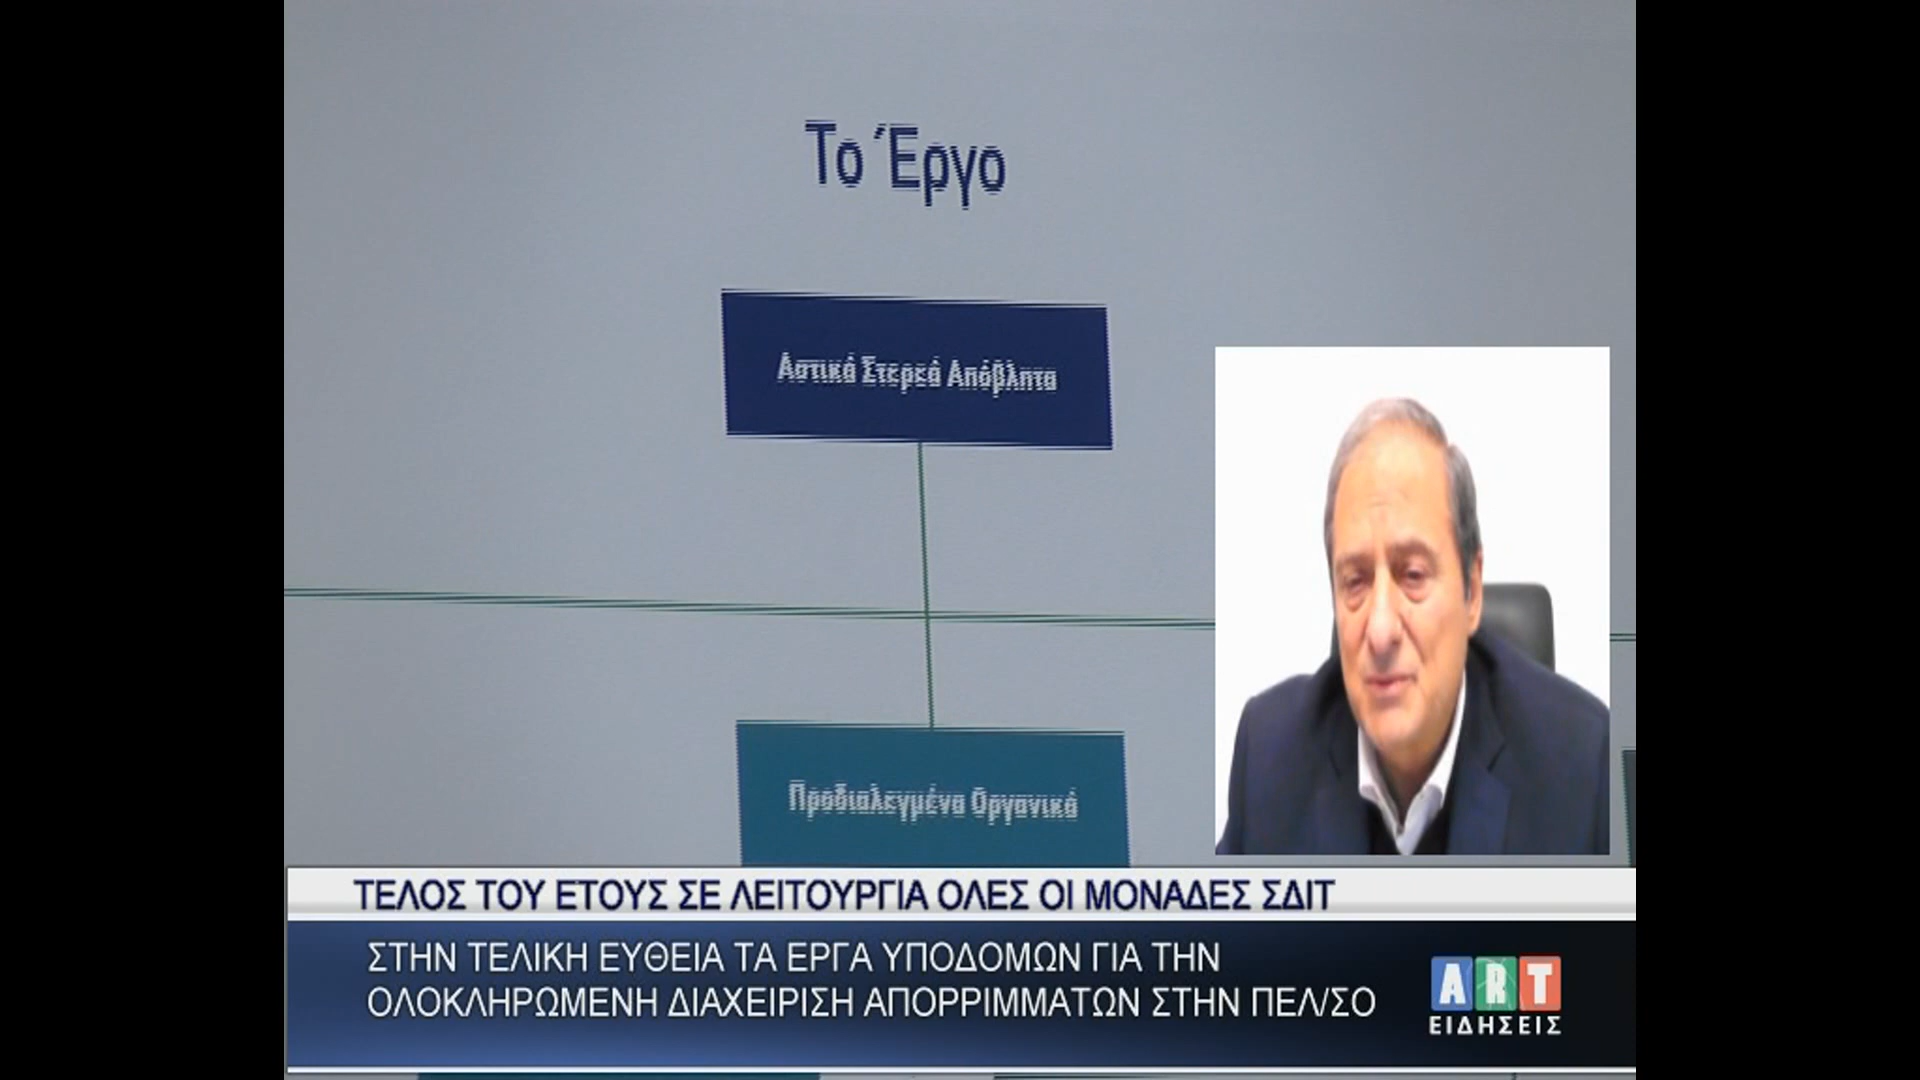 Το Έργο
Αστικά Στερεά Απόβλητα
Προδιαλεγμένα Οργανικά
ΤΕΛΟΣ ΤΟΥ ΕΤΟΥΣ ΣΕ ΛΕΙΤΟΥΡΓΙΑ ΟΛΕΣ ΟΙ ΜΟΝΑΔΕΣ ΣΔΙΤ
ΣΤΗΝ ΤΕΛΙΚΗ ΕΥΘΕΙΑ ΤΑ ΕΡΓΑ ΥΠΟΔΟΜΩΝ ΓΙΑ ΤΗΝ
ΟΛΟΚΛΗΡΩΜΕΝΗ ΔΙΑΧΕΙΡΙΣΗ ΑΠΟΡΡΙΜΜΑΤΩΝ ΣΤΗΝ ΠΕΛ/ΣΟ
ART
ΕΙΔΗΣΕΙΣ